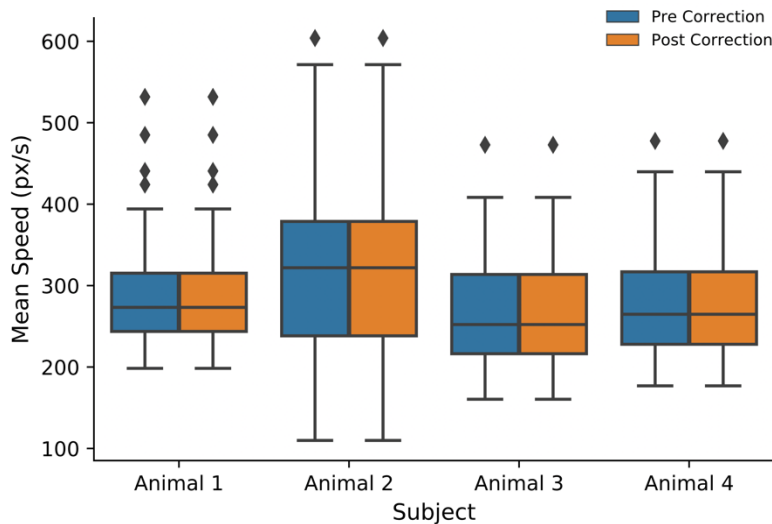 Pre Correction
Post Correction
600
500
400
300
200
100
Mean Speed (px/s)
Animal 1 Animal 2 Animal 3 Animal 4
Subject